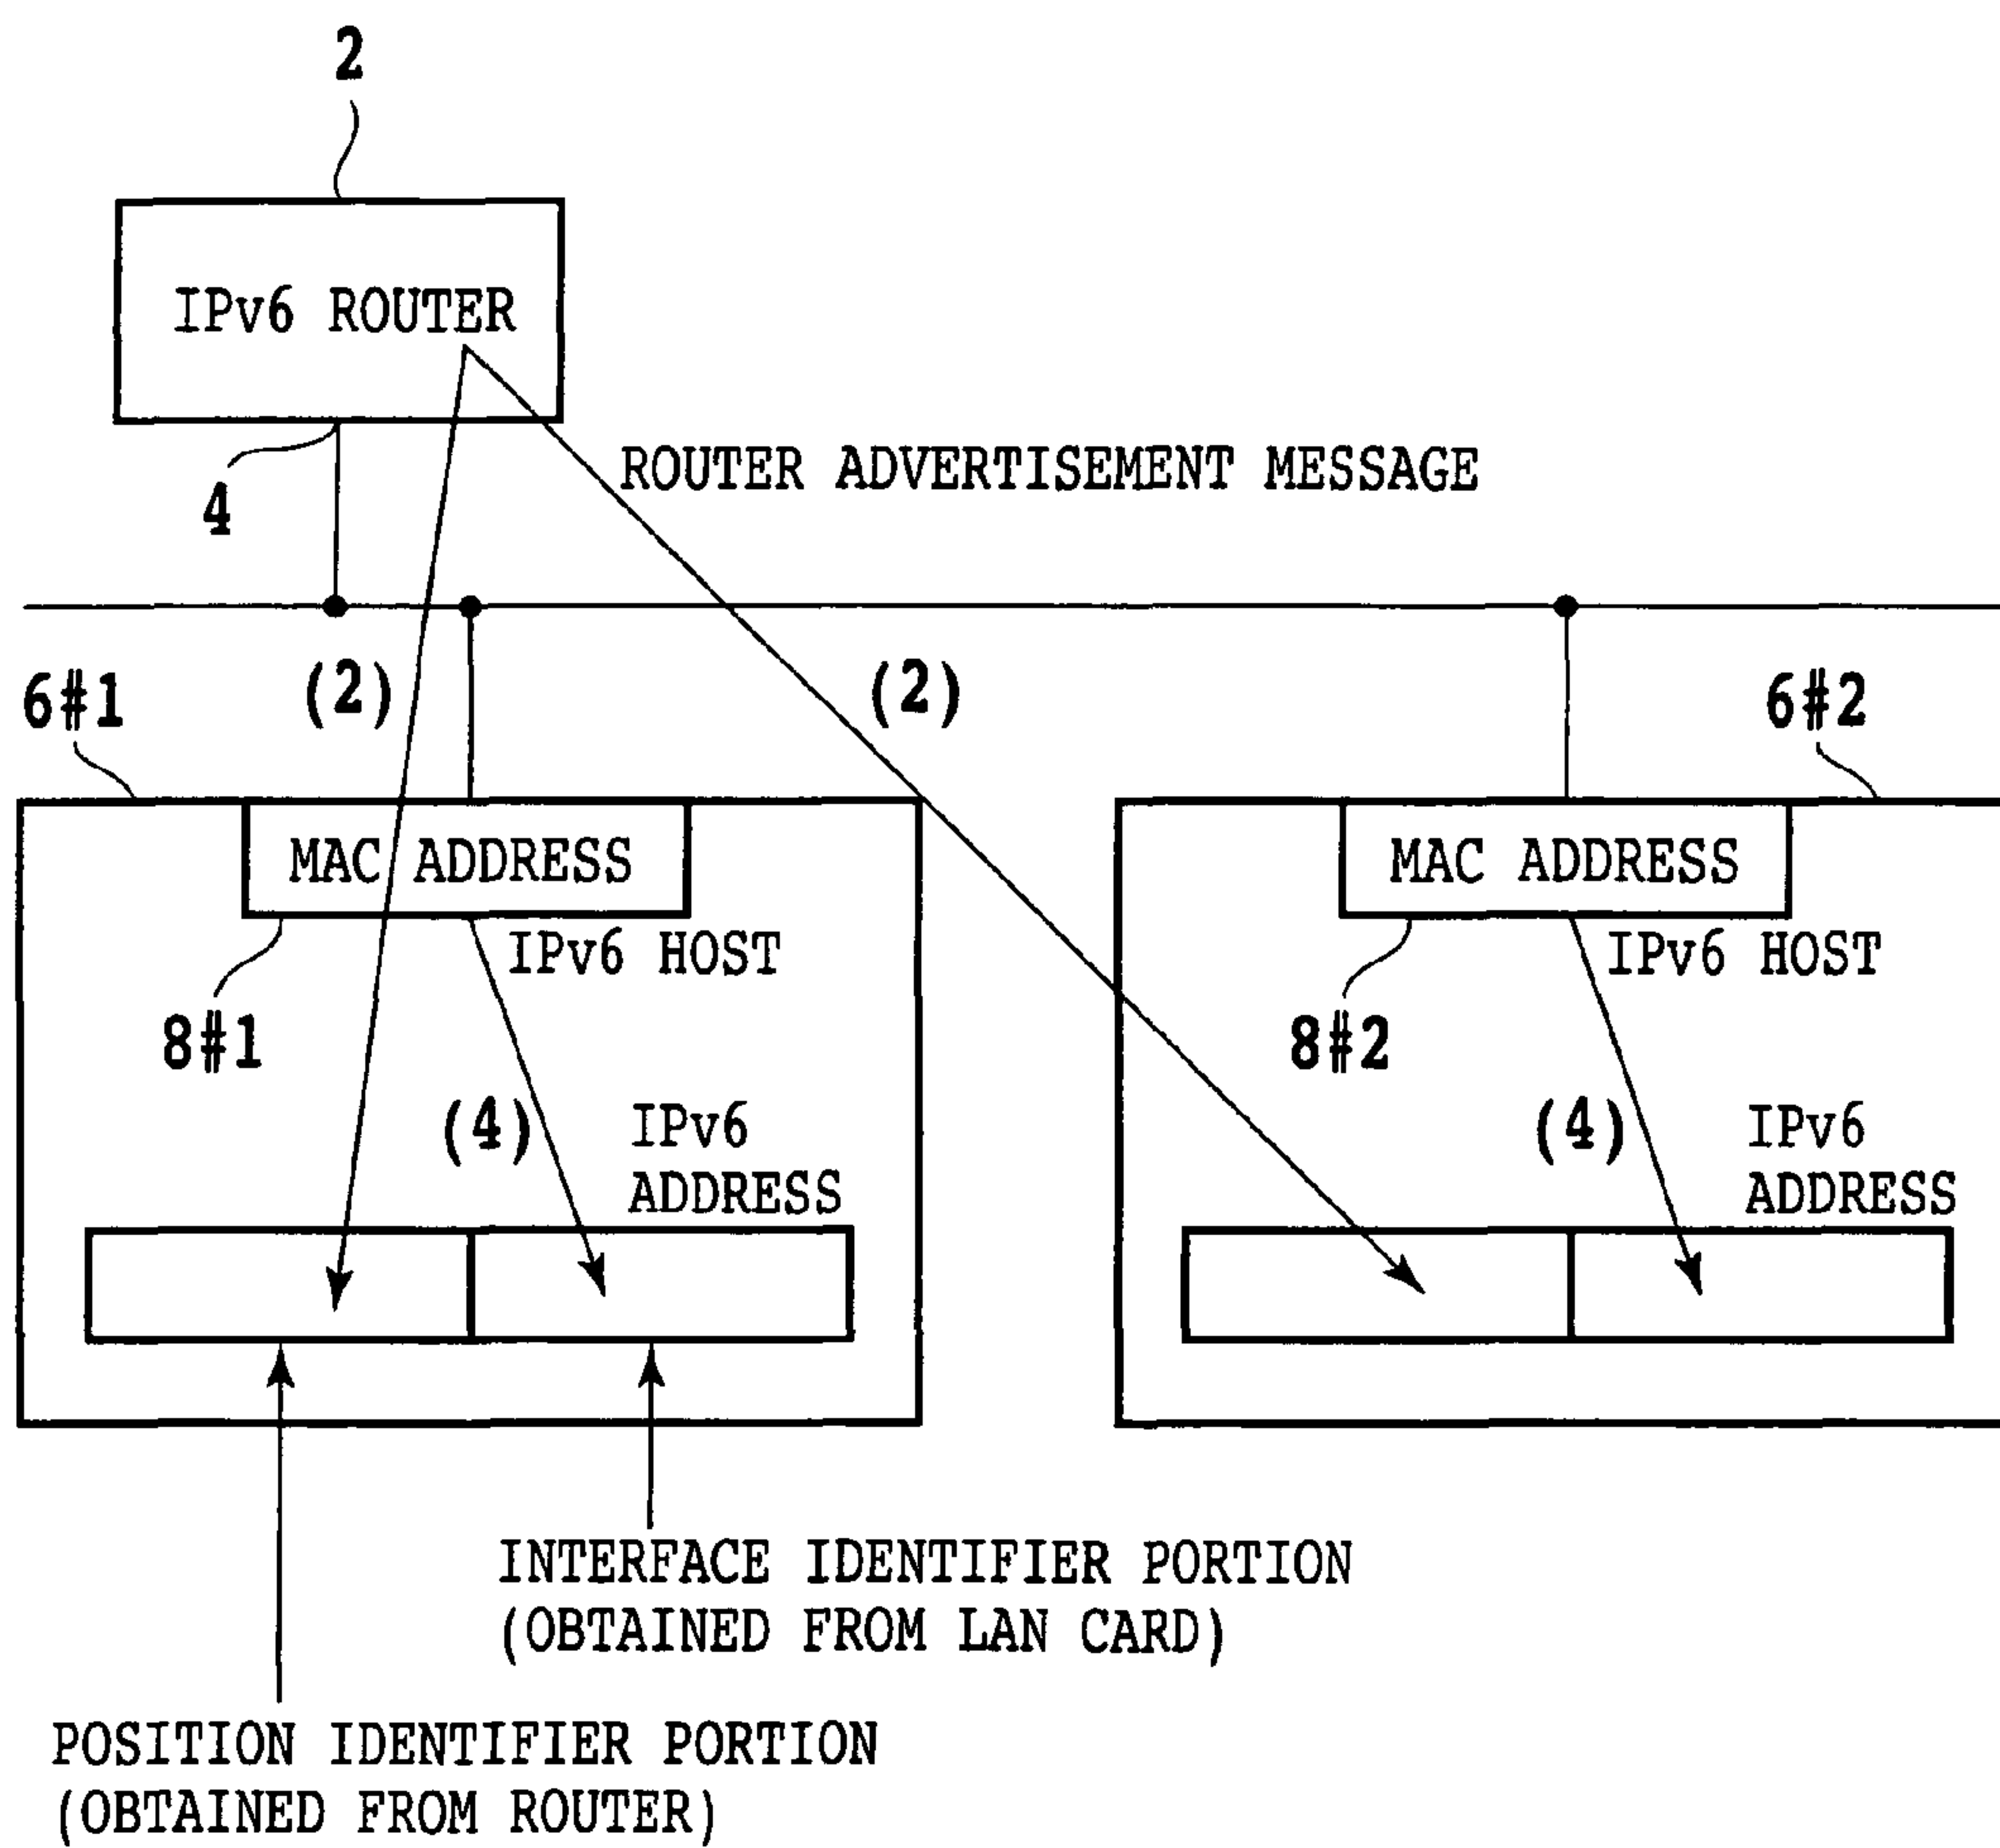 2
IPv6 ROUTER
4
ROUTER ADVERTISEMENT MESSAGE
6#1
(2)
(2)
6#2
MAC ADDRESS
MAC ADDRESS
IPv6 HOST
IPv6 HOST
8#1
8#2
(4)
IPv6
ADDRESS
(4)
IPv6
ADDRESS
INTERFACE IDENTIFIER PORTION
(OBTAINED FROM LAN CARD)
POSITION IDENTIFIER PORTION
(OBTAINED FROM ROUTER)